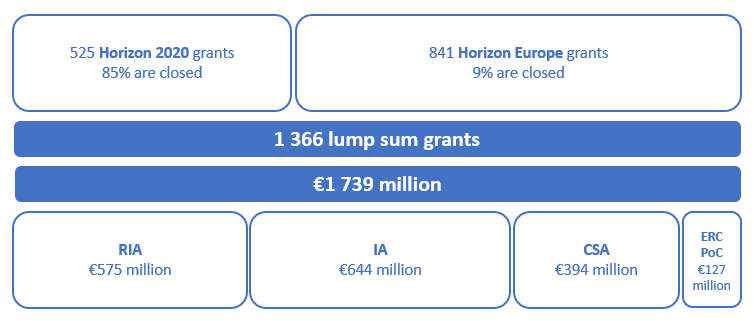 525 Horizon 2020 grants
85% are closed
841 Horizon Europe grants
9% are closed
1 366 lump sum grants
€1 739 million
RIA
€575 million
IA
€644 million
CSA
€394 million
ERC
PoC
€127
million